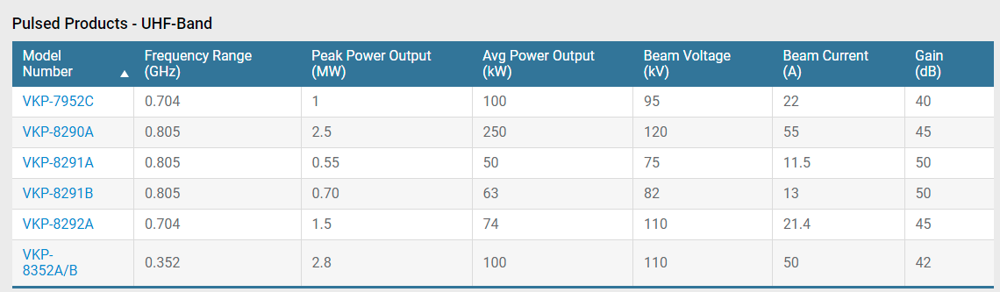 Pulsed Products - UHF-Band
Model Number ▲ Frequency Range (GHz) Peak Power Output (MW) Avg Power Output (kW) Beam Voltage (kV) Beam Current (A) Gain (dB)
VKP-7952C 0.704 1 100 95 22 40
VKP-8290A 0.805 2.5 250 120 55 45
VKP-8291A 0.805 0.55 50 75 11.5 50
VKP-8291B 0.805 0.70 63 82 13 50
VKP-8292A 0.704 1.5 74 110 21.4 45
VKP-8352A/B 0.352 2.8 100 110 50 42